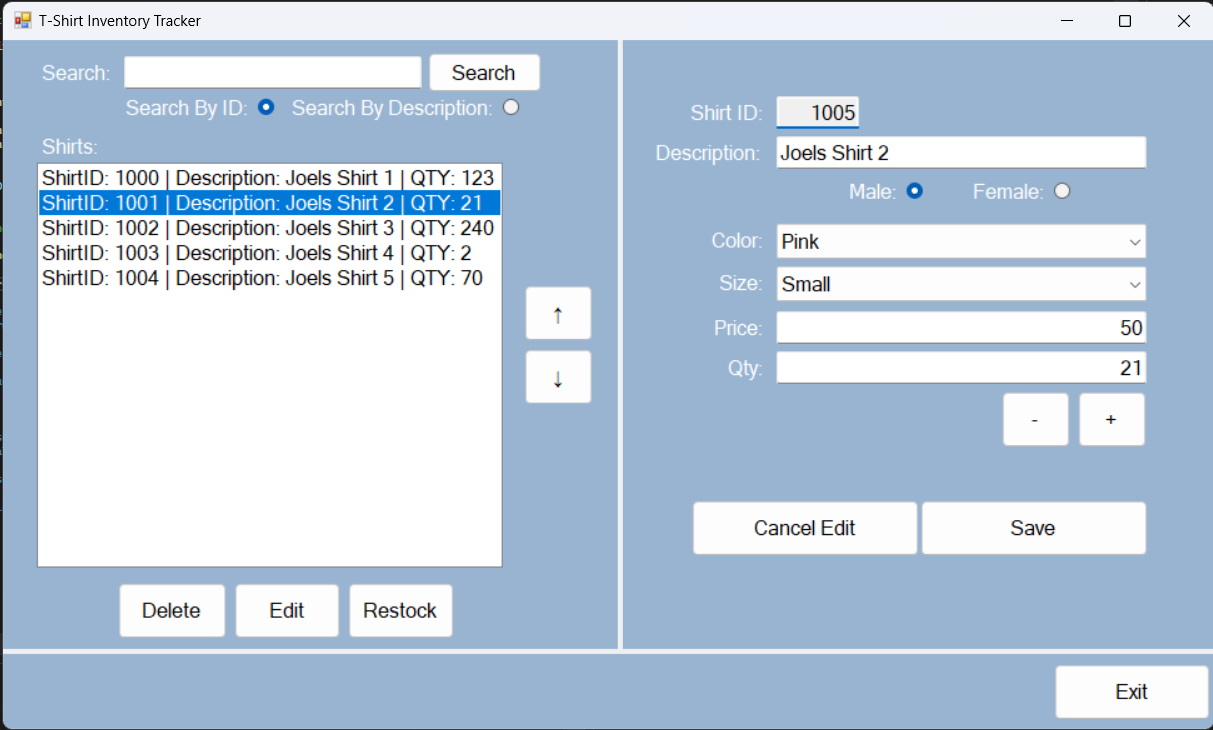 T-Shirt Inventory Tracker
Search:
Search
Search By ID:
Search By Description:
Shirts:
ShirtID: 1000 | Description: Joels Shirt 1 | QTY: 123
ShirtID: 1001 | Description: Joels Shirt 2 | QTY: 21
ShirtID: 1002 | Description: Joels Shirt 3 | QTY: 240
ShirtID: 1003 | Description: Joels Shirt 4 | QTY: 2
ShirtID: 1004 | Description: Joels Shirt 5 | QTY: 70
↑
↓
Delete
Edit
Restock
Shirt ID: 1005
Description: Joels Shirt 2
Male:
Female:
Color: Pink
Size: Small
Price: 50
Qty: 21
-
+
Cancel Edit
Save
Exit